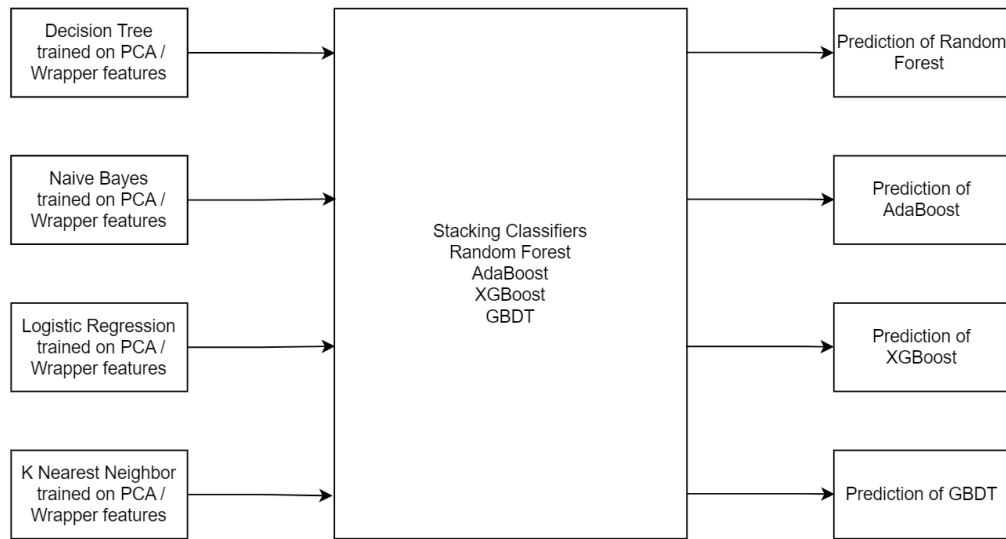 Decision Tree
trained on PCA /
Wrapper features
Naive Bayes
trained on PCA /
Wrapper features
Logistic Regression
trained on PCA /
Wrapper features
K Nearest Neighbor
trained on PCA /
Wrapper features
Stacking Classifiers
Random Forest
AdaBoost
XGBoost
GBDT
Prediction of Random
Forest
Prediction of
AdaBoost
Prediction of
XGBoost
Prediction of GBDT